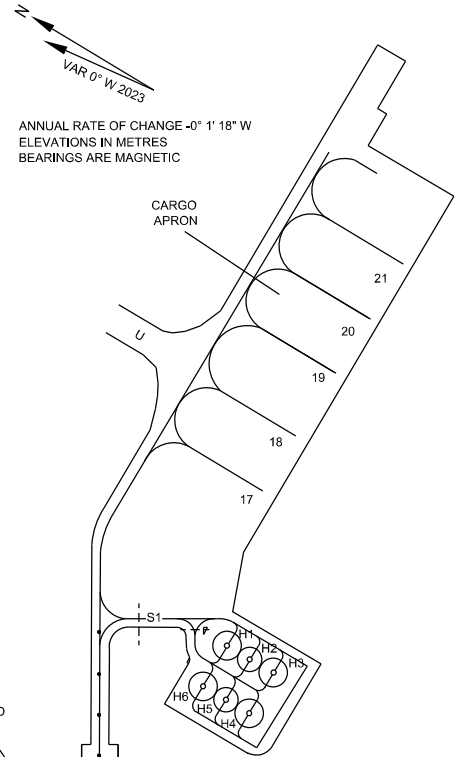 N
VAR 0° W 2023
ANNUAL RATE OF CHANGE -0° 1' 18" W
ELEVATIONS IN METRES
BEARINGS ARE MAGNETIC
CARGO
APRON
21
U
20
19
18
17
S1
H1
H2
H3
H6
H5
H4